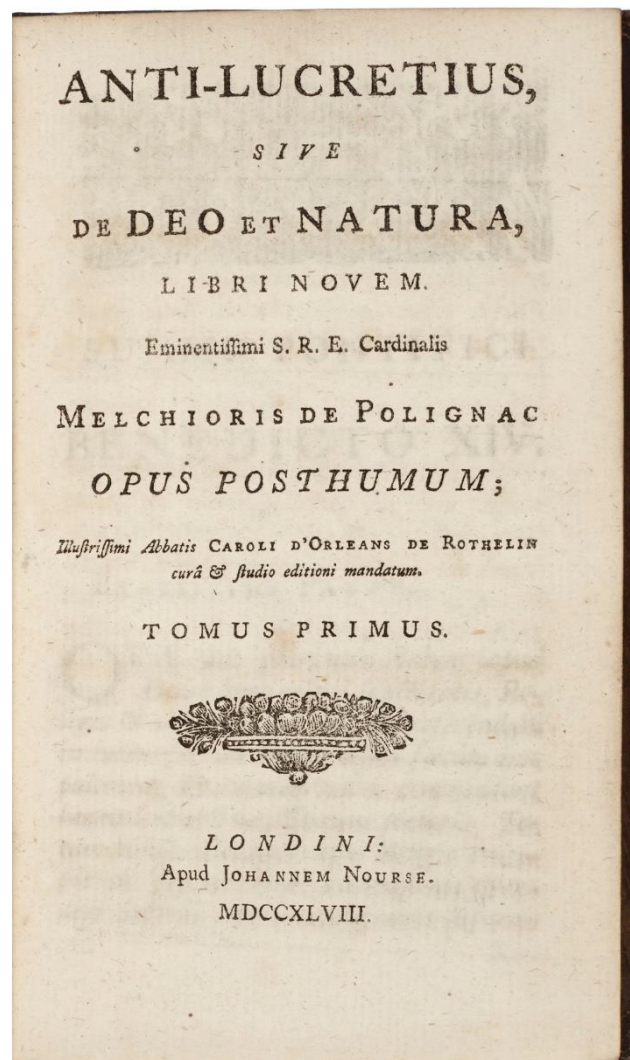 ANTI-LUCRETIUS,
SIVE
DE DEO ET NATURA,
LIBRI NOVEM.
Eminentiſſimi S. R. E. Cardinalis
MELCHIORIS DE POLIGNAC
OPUS POSTHUMUM;
Illuſtriſſimi Abbatis CAROLI D'ORLEANS DE ROTHELIN
curâ & ſtudio editioni mandatum.
TOMUS PRIMUS.
LONDINI:
Apud JOHANNEM NOURSE.
MDCCXLVIII.